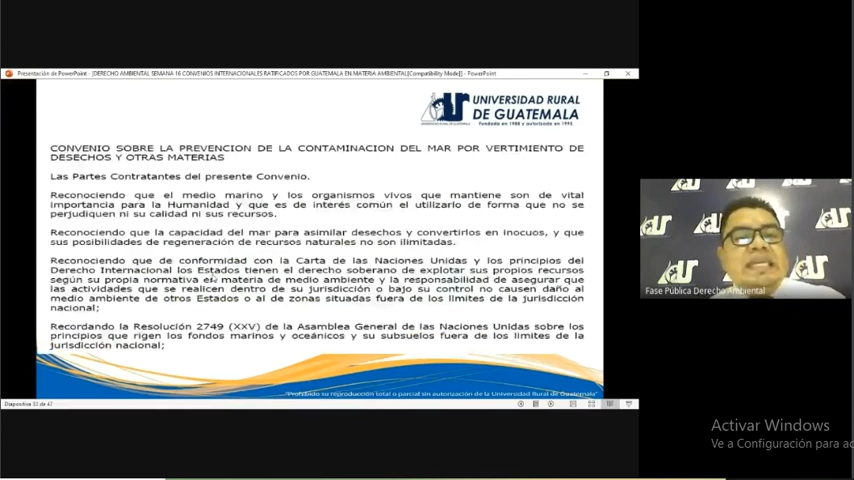 Presentación de PowerPoint - [DERECHO AMBIENTAL SEMANA 16 CONVENIOS INTERNACIONALES RATIFICADOS POR GUATEMALA EN MATERIA AMBIENTAL[Compatibility Mode]] - PowerPoint
UNIVERSIDAD RURAL
DE GUATEMALA
Fundada en 1988 y autorizada en 1995
CONVENIO SOBRE LA PREVENCION DE LA CONTAMINACION DEL MAR POR VERTIMIENTO DE
DESECHOS Y OTRAS MATERIAS
Las Partes Contratantes del presente Convenio.
Reconociendo que el medio marino y los organismos vivos que mantiene son de vital
importancia para la Humanidad y que es de interés común el utilizarlo de forma que no se
perjudiquen ni su calidad ni sus recursos.
Reconociendo que la capacidad del mar para asimilar desechos y convertirlos en inocuos, y que
sus posibilidades de regeneración de recursos naturales no son ilimitadas.
Reconociendo que de conformidad con la Carta de las Naciones Unidas y los principios del
Derecho Internacional los Estados tienen el derecho soberano de explotar sus propios recursos
según su propia normativa en materia de medio ambiente y la responsabilidad de asegurar que
las actividades que se realicen dentro de su jurisdicción o bajo su control no causen daño al
medio ambiente de otros Estados o al de zonas situadas fuera de los limites de la jurisdicción
nacional;
Recordando la Resolución 2749 (XXV) de la Asamblea General de las Naciones Unidas sobre los
principios que rigen los fondos marinos y oceánicos y su subsuelos fuera de los limites de la
jurisdicción nacional;
"Prohibido su reproducción total o parcial sin autorización de la Universidad Rural de Guatemala"
Diapositiva 33 de 47
Fase Pública Derecho Ambiental
Activar Windows
Ve a Configuración para ac